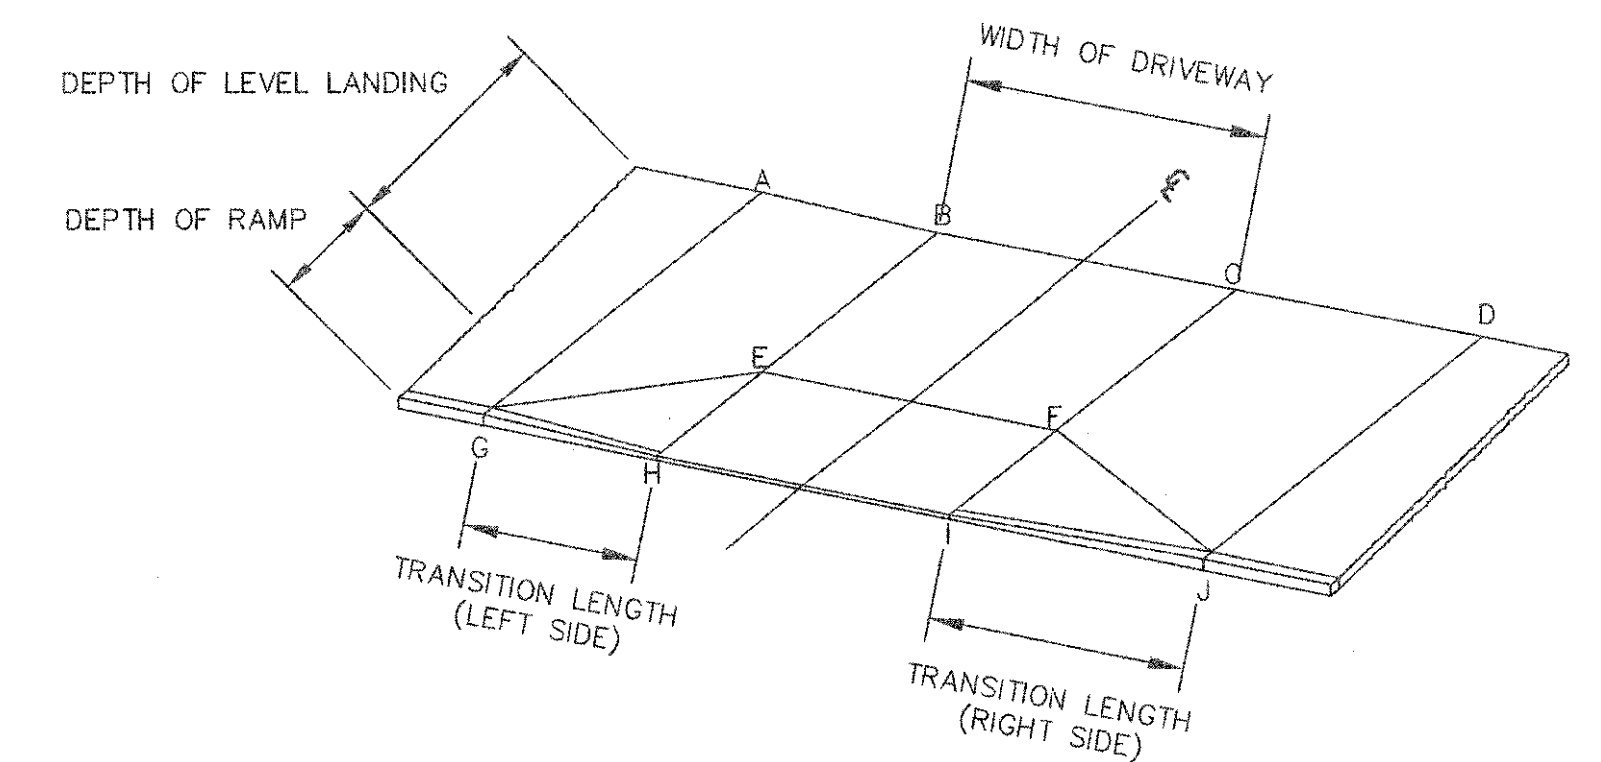 WIDTH OF DRIVEWAY
DEPTH OF LEVEL LANDING
℄
A
DEPTH OF RAMP
B
C
D
E
F
G
H
I
J
TRANSITION LENGTH
(LEFT SIDE)
TRANSITION LENGTH
(RIGHT SIDE)